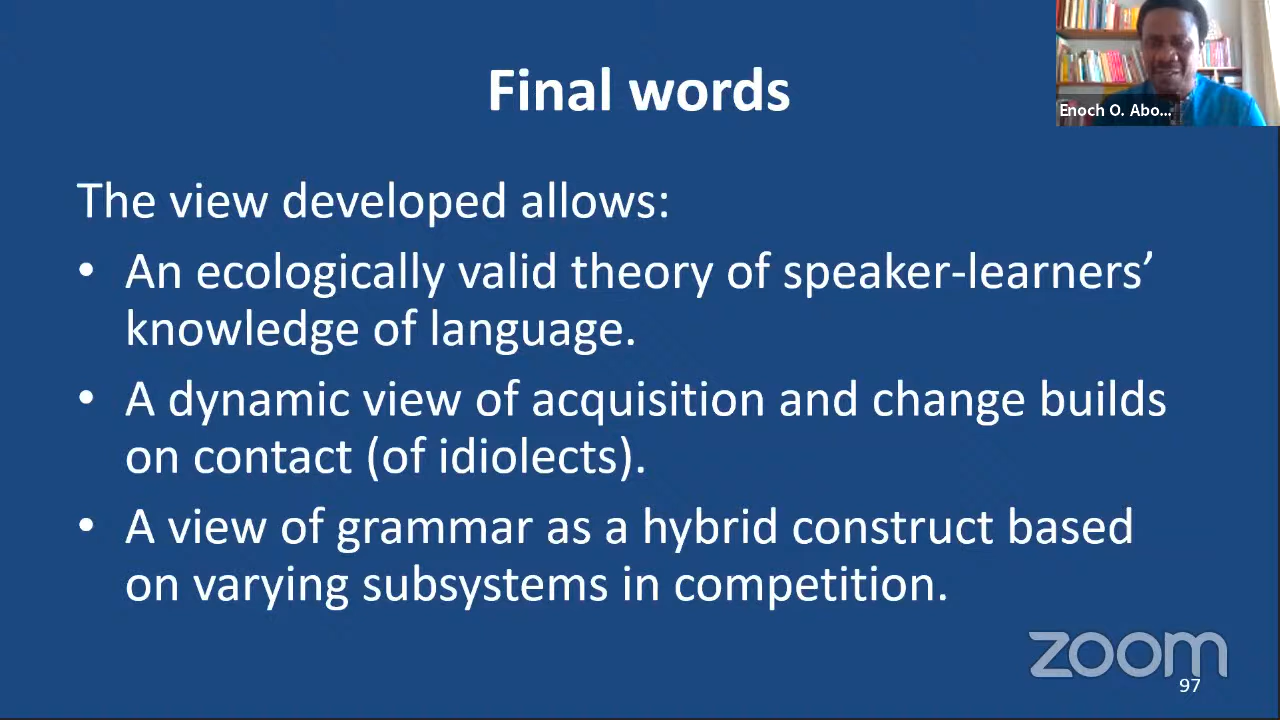 Final words
Enoch O. Abo...
The view developed allows:
• An ecologically valid theory of speaker-learners’
knowledge of language.
• A dynamic view of acquisition and change builds
on contact (of idiolects).
• A view of grammar as a hybrid construct based
on varying subsystems in competition.
zoom
97